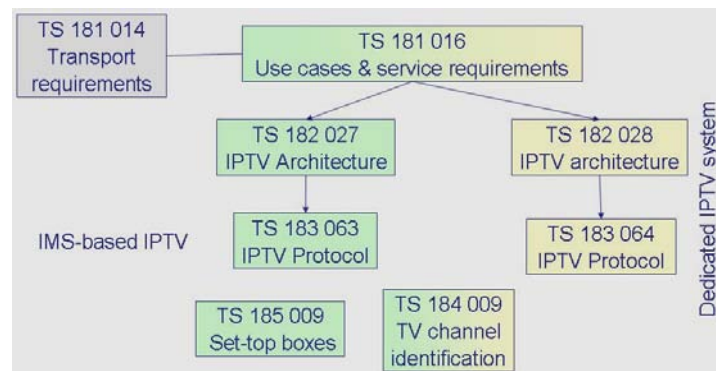 TS 181 014
Transport
requirements
TS 181 016
Use cases & service requirements
TS 182 027
IPTV Architecture
TS 182 028
IPTV architecture
IMS-based IPTV
TS 183 063
IPTV Protocol
TS 183 064
IPTV Protocol
Dedicated IPTV system
TS 185 009
Set-top boxes
TS 184 009
TV channel
identification